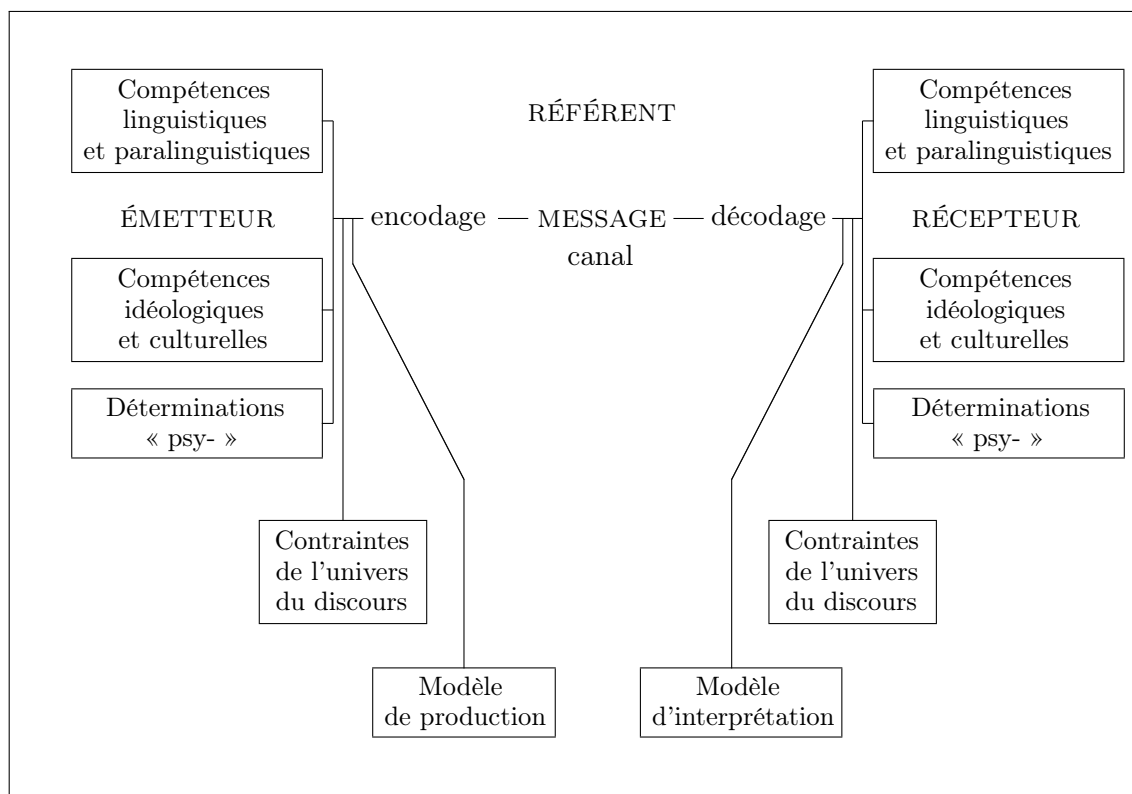 Compétences
linguistiques
et paralinguistiques
RÉFÉRENT
Compétences
linguistiques
et paralinguistiques
ÉMETTEUR
encodage
MESSAGE
décodage
RÉCEPTEUR
canal
Compétences
idéologiques
et culturelles
Compétences
idéologiques
et culturelles
Déterminations
« psy- »
Déterminations
« psy- »
Contraintes
de l'univers
du discours
Contraintes
de l'univers
du discours
Modèle
de production
Modèle
d'interprétation